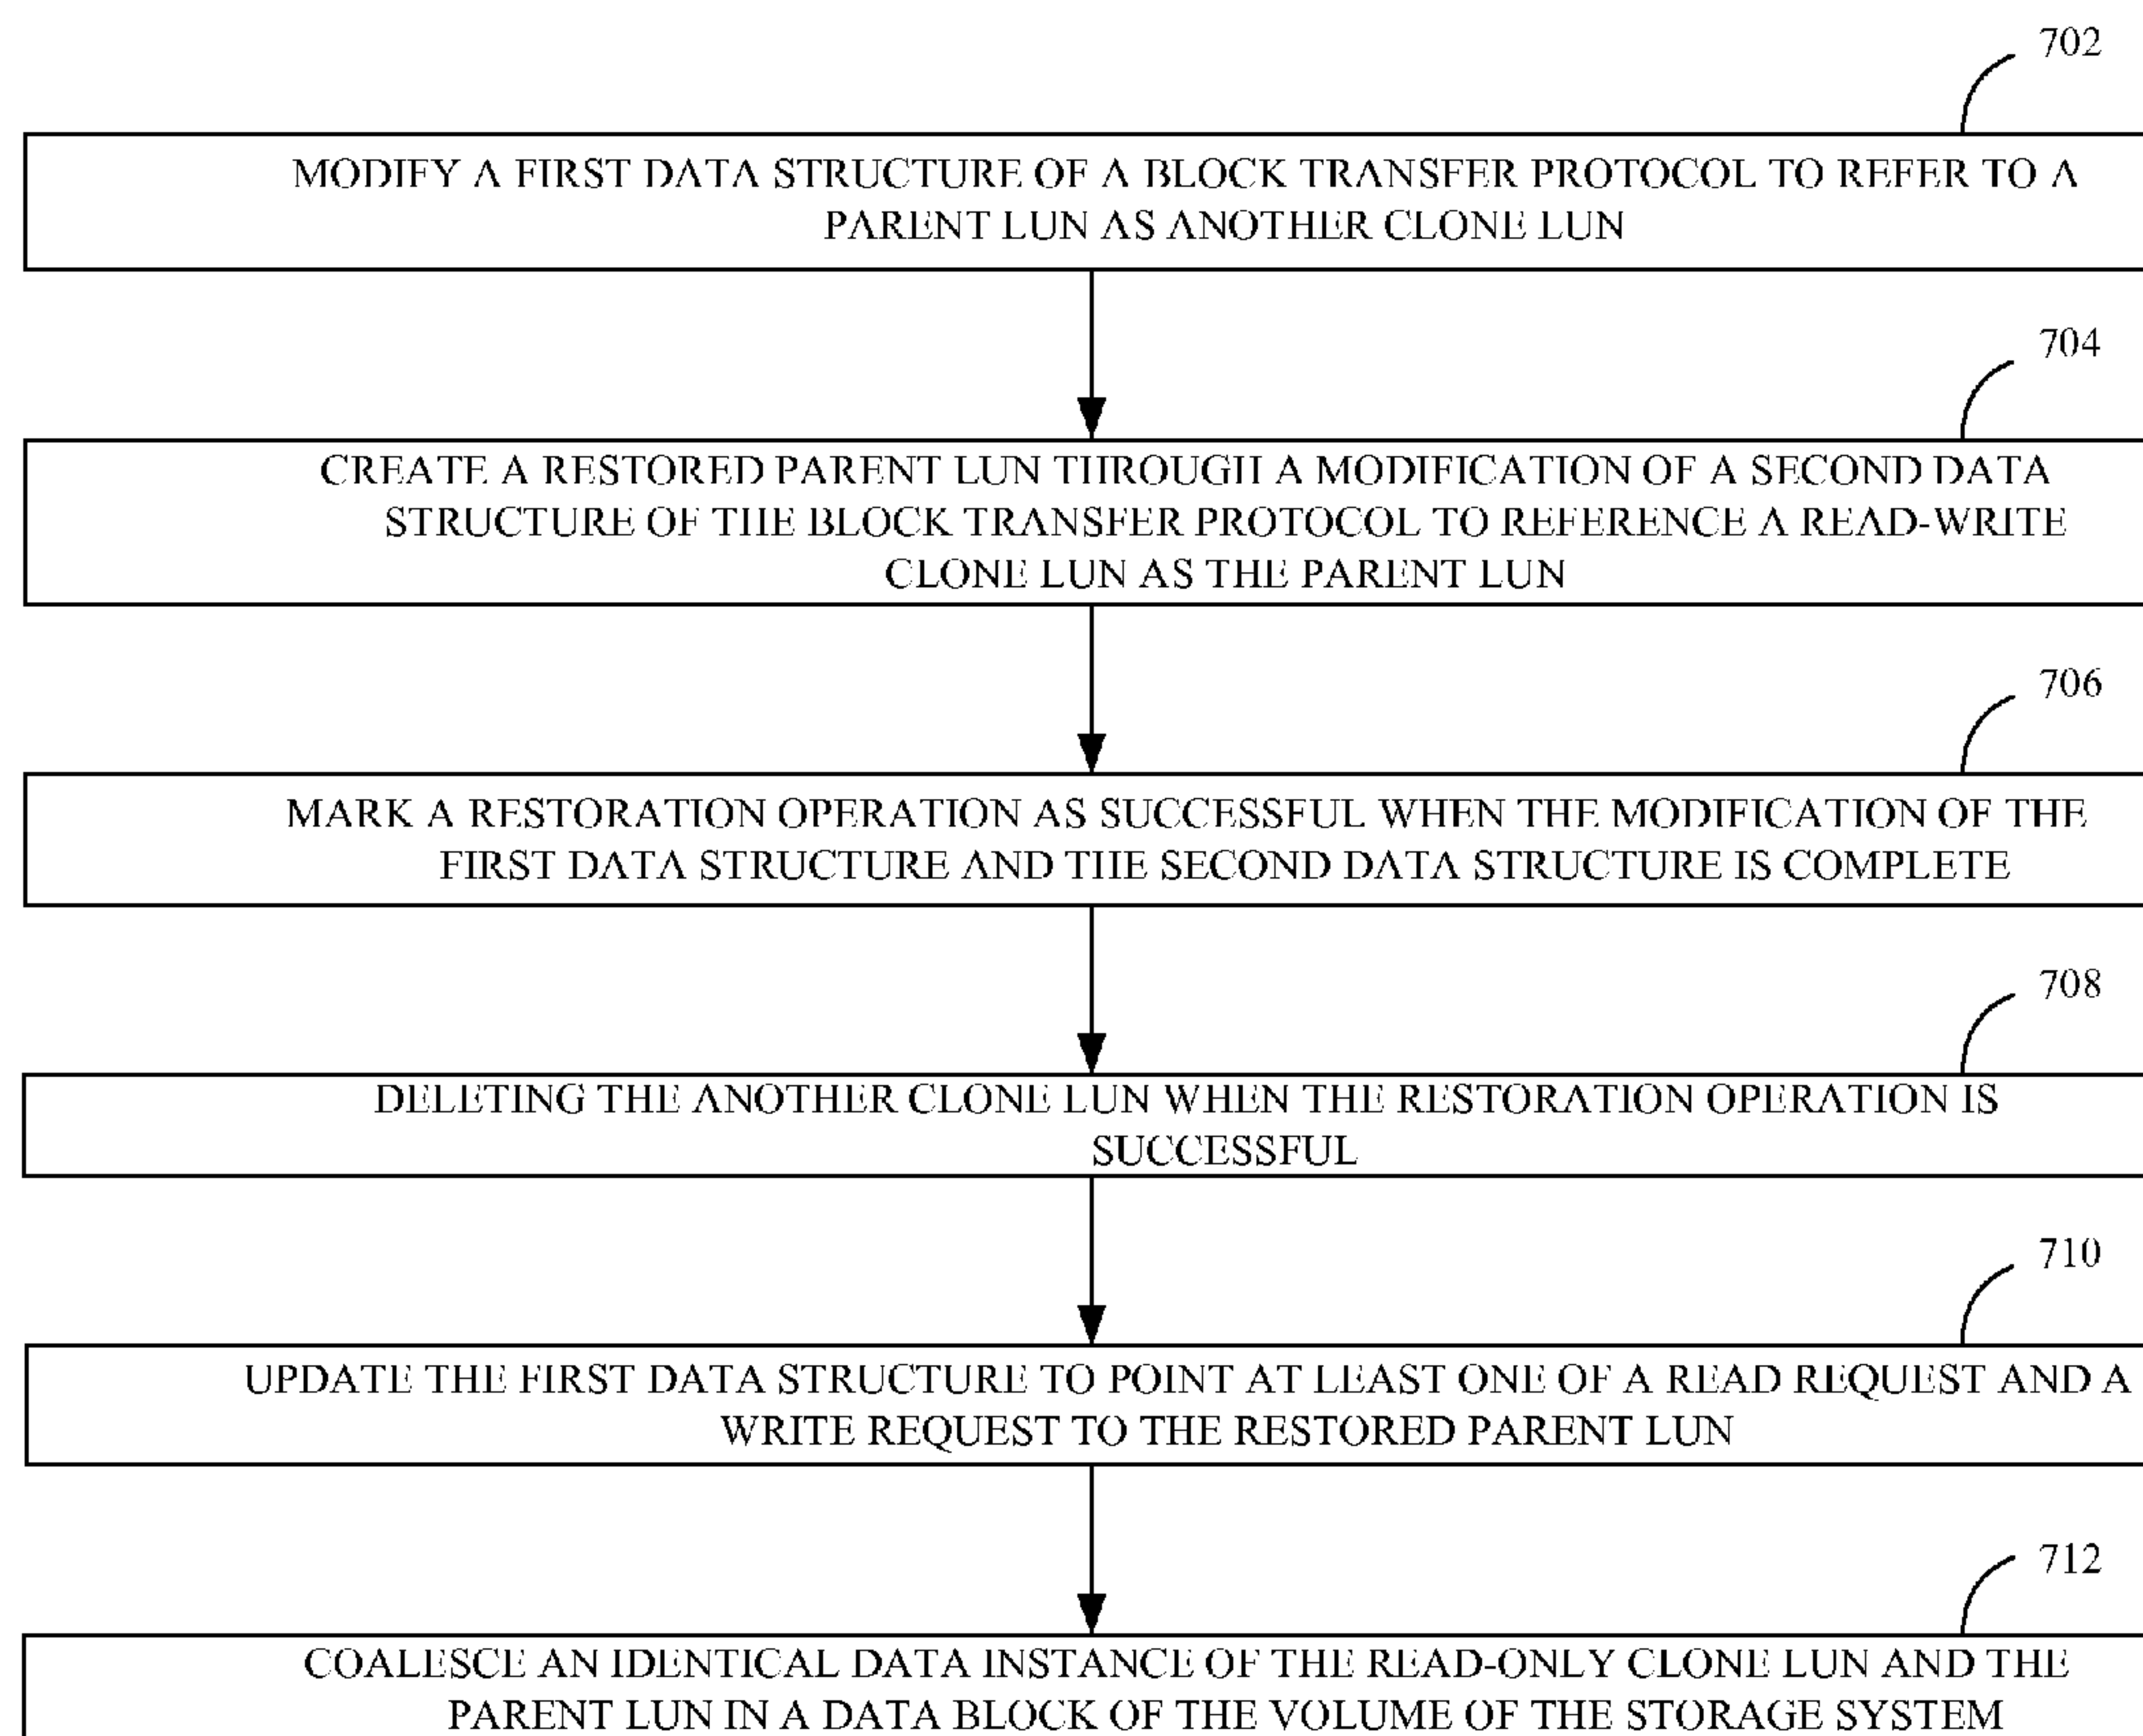 702
MODIFY A FIRST DATA STRUCTURE OF A BLOCK TRANSFER PROTOCOL TO REFER TO A
PARENT LUN AS ANOTHER CLONE LUN
704
CREATE A RESTORED PARENT LUN THROUGH A MODIFICATION OF A SECOND DATA
STRUCTURE OF THE BLOCK TRANSFER PROTOCOL TO REFERENCE A READ-WRITE
CLONE LUN AS THE PARENT LUN
706
MARK A RESTORATION OPERATION AS SUCCESSFUL WHEN THE MODIFICATION OF THE
FIRST DATA STRUCTURE AND THE SECOND DATA STRUCTURE IS COMPLETE
708
DELETING THE ANOTHER CLONE LUN WHEN THE RESTORATION OPERATION IS
SUCCESSFUL
710
UPDATE THE FIRST DATA STRUCTURE TO POINT AT LEAST ONE OF A READ REQUEST AND A
WRITE REQUEST TO THE RESTORED PARENT LUN
712
COALESCE AN IDENTICAL DATA INSTANCE OF THE READ-ONLY CLONE LUN AND THE
PARENT LUN IN A DATA BLOCK OF THE VOLUME OF THE STORAGE SYSTEM